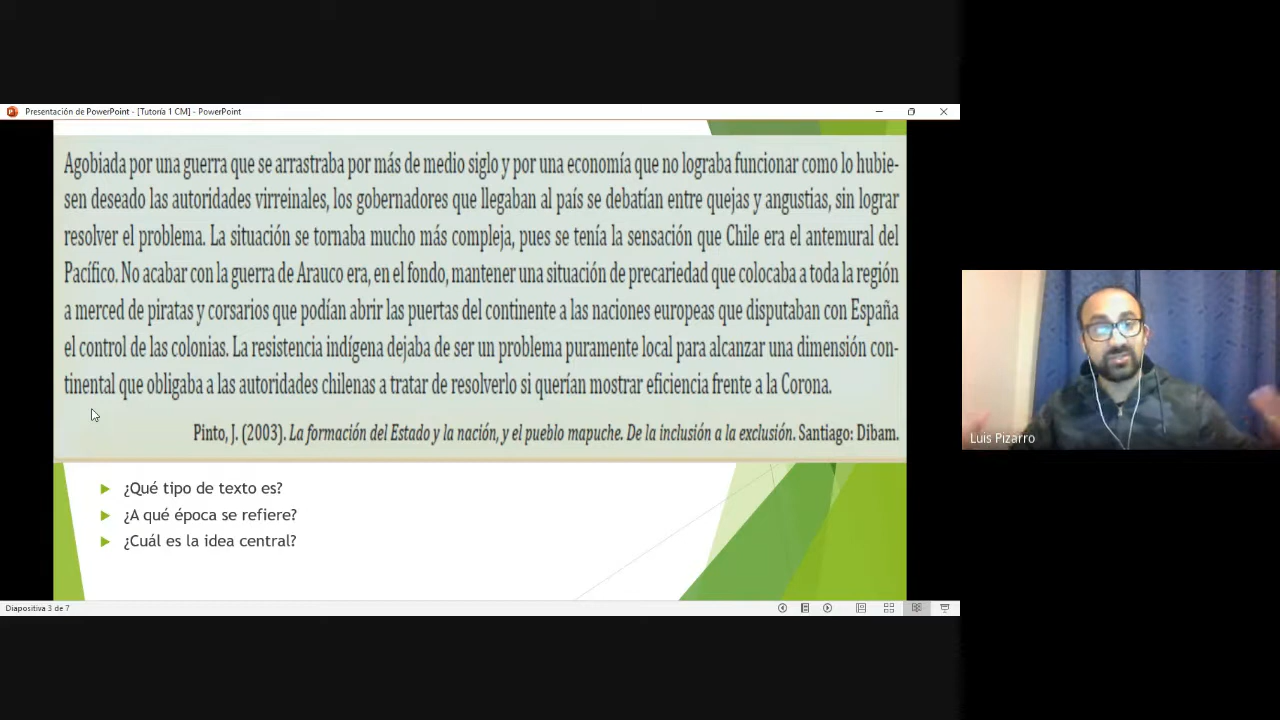 Presentación de PowerPoint - [Tutoría 1 CM] - PowerPoint
Agobiada por una guerra que se arrastraba por más de medio siglo y por una economía que no lograba funcionar como lo hubie-
sen deseado las autoridades virreinales, los gobernadores que llegaban al país se debatían entre quejas y angustias, sin lograr
resolver el problema. La situación se tornaba mucho más compleja, pues se tenía la sensación que Chile era el antemural del
Pacífico. No acabar con la guerra de Arauco era, en el fondo, mantener una situación de precariedad que colocaba a toda la región
a merced de piratas y corsarios que podían abrir las puertas del continente a las naciones europeas que disputaban con España
el control de las colonias. La resistencia indígena dejaba de ser un problema puramente local para alcanzar una dimensión con-
tinental que obligaba a las autoridades chilenas a tratar de resolverlo si querían mostrar eficiencia frente a la Corona.
Pinto, J. (2003). La formación del Estado y la nación, y el pueblo mapuche. De la inclusión a la exclusión. Santiago: Dibam.
¿Qué tipo de texto es?
¿A qué época se refiere?
¿Cuál es la idea central?
Diapositiva 3 de 7
Luis Pizarro